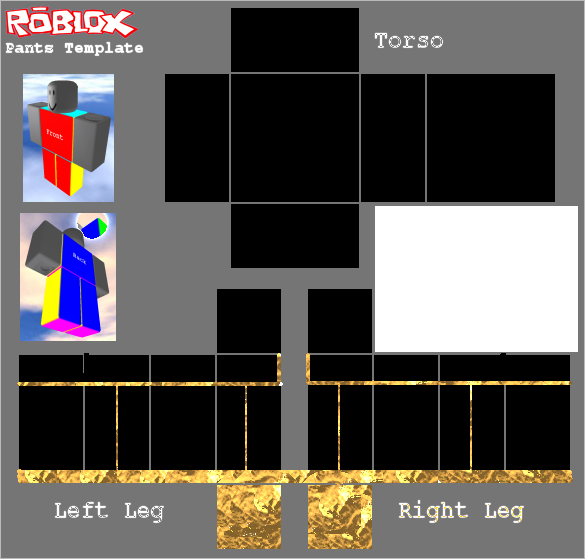 ROBLOX
Pants Template
Torso
Front
Back
Left Leg
Right Leg